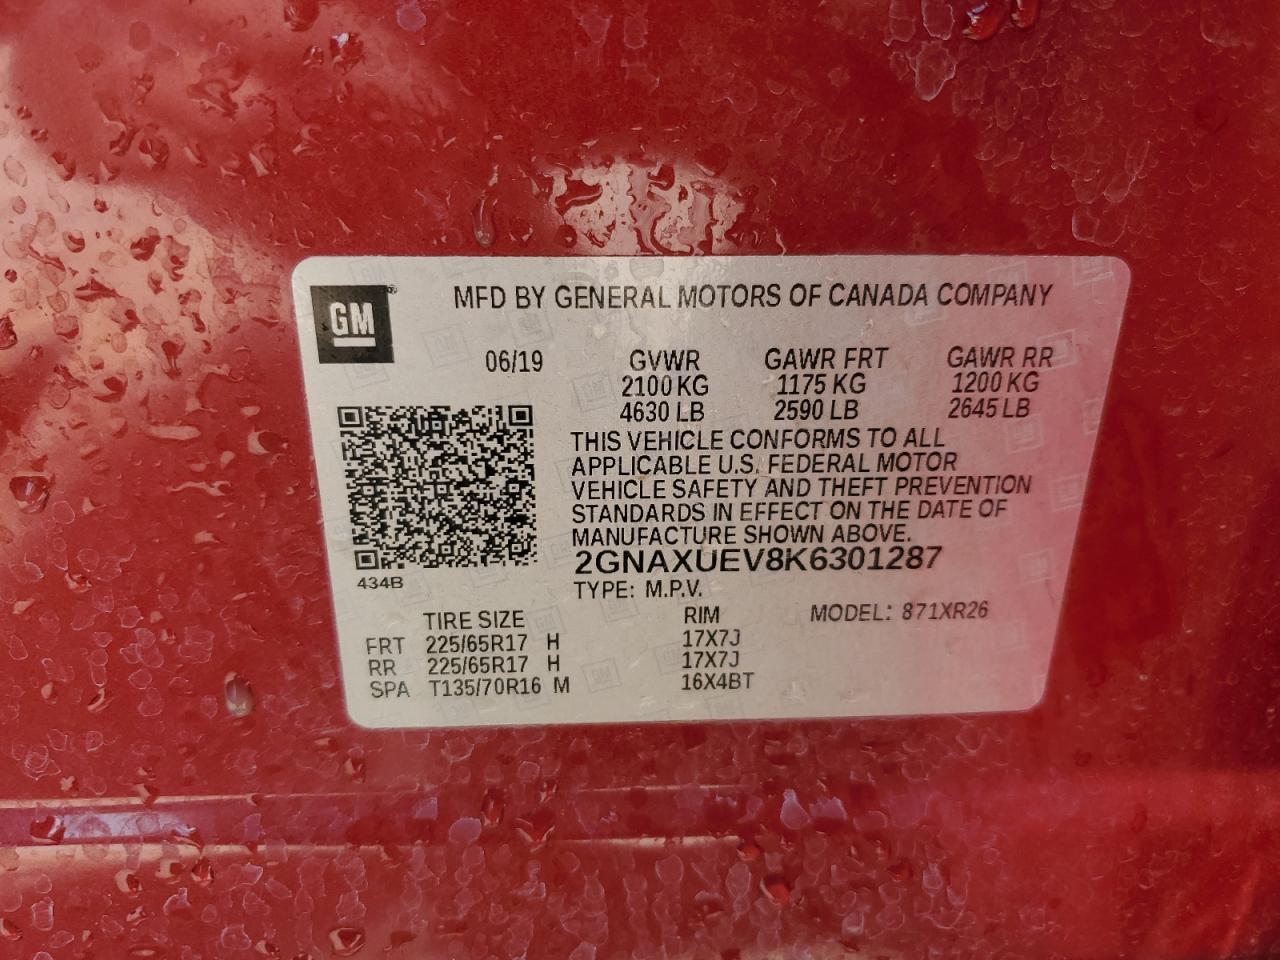 GM
MFD BY GENERAL MOTORS OF CANADA COMPANY
06/19 GVWR GAWR FRT GAWR RR
2100 KG 1175 KG 1200 KG
4630 LB 2590 LB 2645 LB
THIS VEHICLE CONFORMS TO ALL
APPLICABLE U.S. FEDERAL MOTOR
VEHICLE SAFETY AND THEFT PREVENTION
STANDARDS IN EFFECT ON THE DATE OF
MANUFACTURE SHOWN ABOVE.
2GNAXUEV8K6301287
434B
TYPE: M.P.V.
TIRE SIZE RIM MODEL: 871XR26
FRT 225/65R17 H 17X7J
RR 225/65R17 H 17X7J
SPA T135/70R16 M 16X4BT